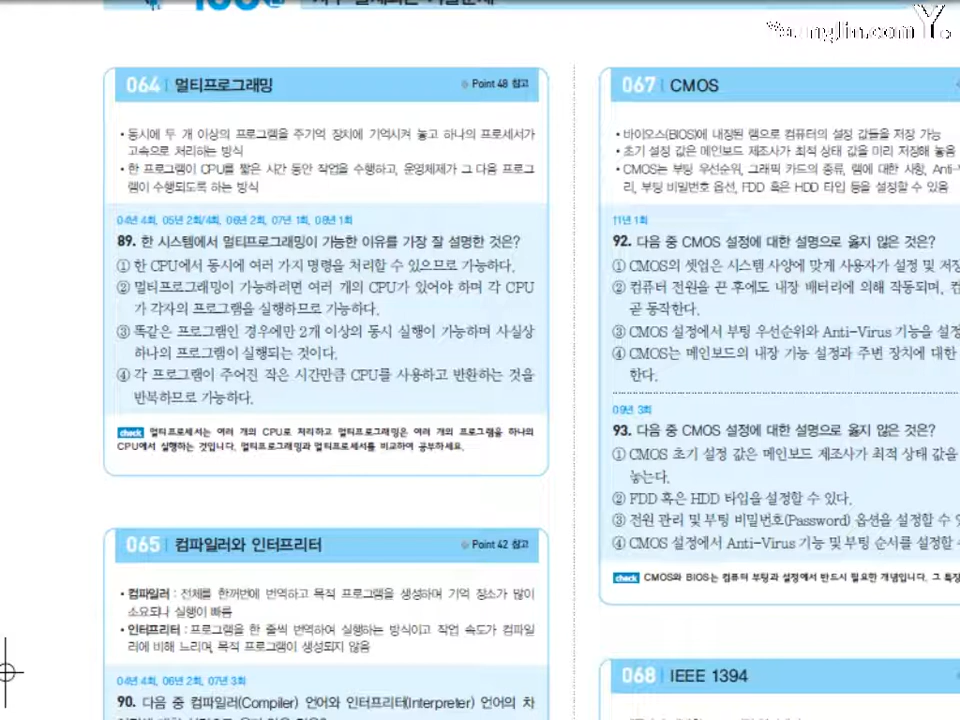 Younglin.com Y.
064 멀티프로그래밍 Point 48 참고
• 동시에 두 개 이상의 프로그램을 주기억 장치에 기억시켜 놓고 하나의 프로세서가
고속으로 처리하는 방식
• 한 프로그램이 CPU를 짧은 시간 동안 작업을 수행하고, 운영체제가 그 다음 프로그
램이 수행되도록 하는 방식
04년 4회, 05년 2회/4회, 06년 2회, 07년 1회, 08년 1회
89. 한 시스템에서 멀티프로그래밍이 가능한 이유를 가장 잘 설명한 것은?
① 한 CPU에서 동시에 여러 가지 명령을 처리할 수 있으므로 가능하다.
② 멀티프로그래밍이 가능하려면 여러 개의 CPU가 있어야 하며 각 CPU
가 각자의 프로그램을 실행하므로 가능하다.
③ 똑같은 프로그램인 경우에만 2개 이상의 동시 실행이 가능하며 사실상
하나의 프로그램이 실행되는 것이다.
④ 각 프로그램이 주어진 작은 시간만큼 CPU를 사용하고 반환하는 것을
반복하므로 가능하다.
check 멀티프로세서는 여러 개의 CPU로 처리하고 멀티프로그래밍은 여러 개의 프로그램을 하나의
CPU에서 실행하는 것입니다. 멀티프로그래밍과 멀티프로세서를 비교하여 공부하세요.
065 컴파일러와 인터프리터 Point 42 참고
• 컴파일러 : 전체를 한꺼번에 번역하고 목적 프로그램을 생성하며 기억 장소가 많이
소요되나 실행이 빠름
• 인터프리터 : 프로그램을 한 줄씩 번역하여 실행하는 방식이고 작업 속도가 컴파일
러에 비해 느리며, 목적 프로그램이 생성되지 않음
04년 4회, 06년 2회, 07년 3회
90. 다음 중 컴파일러(Compiler) 언어와 인터프리터(Interpreter) 언어의 차
067 CMOS
• 바이오스(BIOS)에 내장된 램으로 컴퓨터의 설정 값들을 저장 가능
• 초기 설정 값은 메인보드 제조사가 최적 상태 값을 미리 저장해 놓음
• CMOS는 부팅 우선순위, 그래픽 카드의 종류, 램에 대한 사항, Anti-
리, 부팅 비밀번호 옵션, FDD 혹은 HDD 타입 등을 설정할 수 있음
11년 1회
92. 다음 중 CMOS 설정에 대한 설명으로 옳지 않은 것은?
① CMOS의 셋업은 시스템 사양에 맞게 사용자가 설정 및 저장
② 컴퓨터 전원을 끈 후에도 내장 배터리에 의해 작동되며, 컴
곧 동작한다.
③ CMOS 설정에서 부팅 우선순위와 Anti-Virus 기능을 설정
④ CMOS는 메인보드의 내장 기능 설정과 주변 장치에 대한
한다.
09년 3회
93. 다음 중 CMOS 설정에 대한 설명으로 옳지 않은 것은?
① CMOS 초기 설정 값은 메인보드 제조사가 최적 상태 값을
놓는다.
② FDD 혹은 HDD 타입을 설정할 수 있다.
③ 전원 관리 및 부팅 비밀번호(Password) 옵션을 설정할 수
④ CMOS 설정에서 Anti-Virus 기능 및 부팅 순서를 설정할
check CMOS와 BIOS는 컴퓨터 부팅과 설정에서 반드시 필요한 개념입니다. 그 특징
068 IEEE 1394